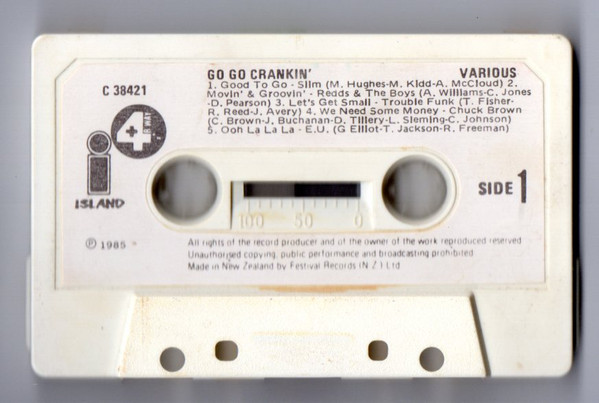 GO GO CRANKIN' VARIOUS
C 38421
1. Good To Go - Slim (M. Hughes-M. Kidd-A. McCloud) 2.
Movin' & Groovin' - Redds & The Boys (A. Williams-C. Jones
-D. Pearson) 3. Let's Get Small - Trouble Funk (T. Fisher-
R. Reed-J. Avery) 4. We Need Some Money - Chuck Brown
(C. Brown-J. Buchanan-D. Tillery-L. Sleming-C. Johnson)
5. Ooh La La La - E.U. (G Elliot-T. Jackson-R. Freeman)
4
TH & B'WAY
i
ISLAND
SIDE 1
100 50 0
Ⓟ 1985
All rights of the record producer and of the owner of the work reproduced reserved
Unauthorised copying, public performance and broadcasting prohibited
Made in New Zealand by Festival Records (N.Z.) Ltd